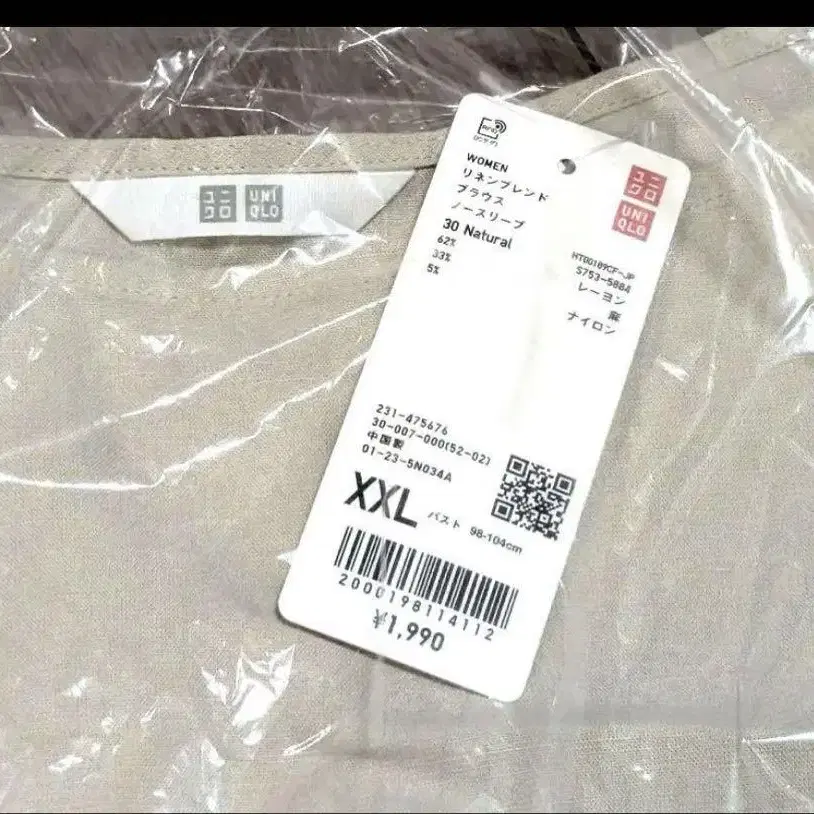 ユニ
クロ
UNI
QLO
WOMEN
リネンブレンド
ブラウス
ノースリーブ
30 Natural
62%
33%
5%
ユニ
クロ
UNI
QLO
HT00189CF-JP
S753-5884
レーヨン
麻
ナイロン
231-475676
30-007-000(52-02)
中国製
01-23-5N034A
XXL バスト 98-104cm
2000198114112
¥1,990